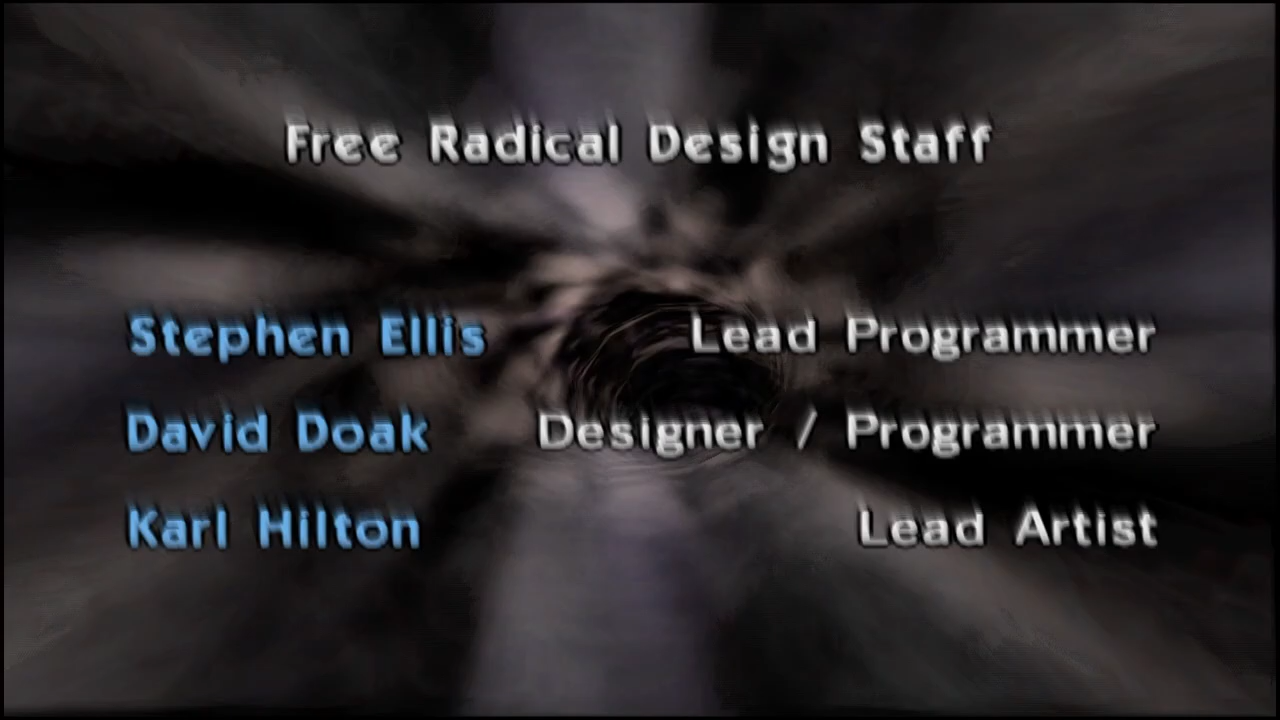 Free Radical Design Staff
Stephen Ellis Lead Programmer
David Doak Designer / Programmer
Karl Hilton Lead Artist